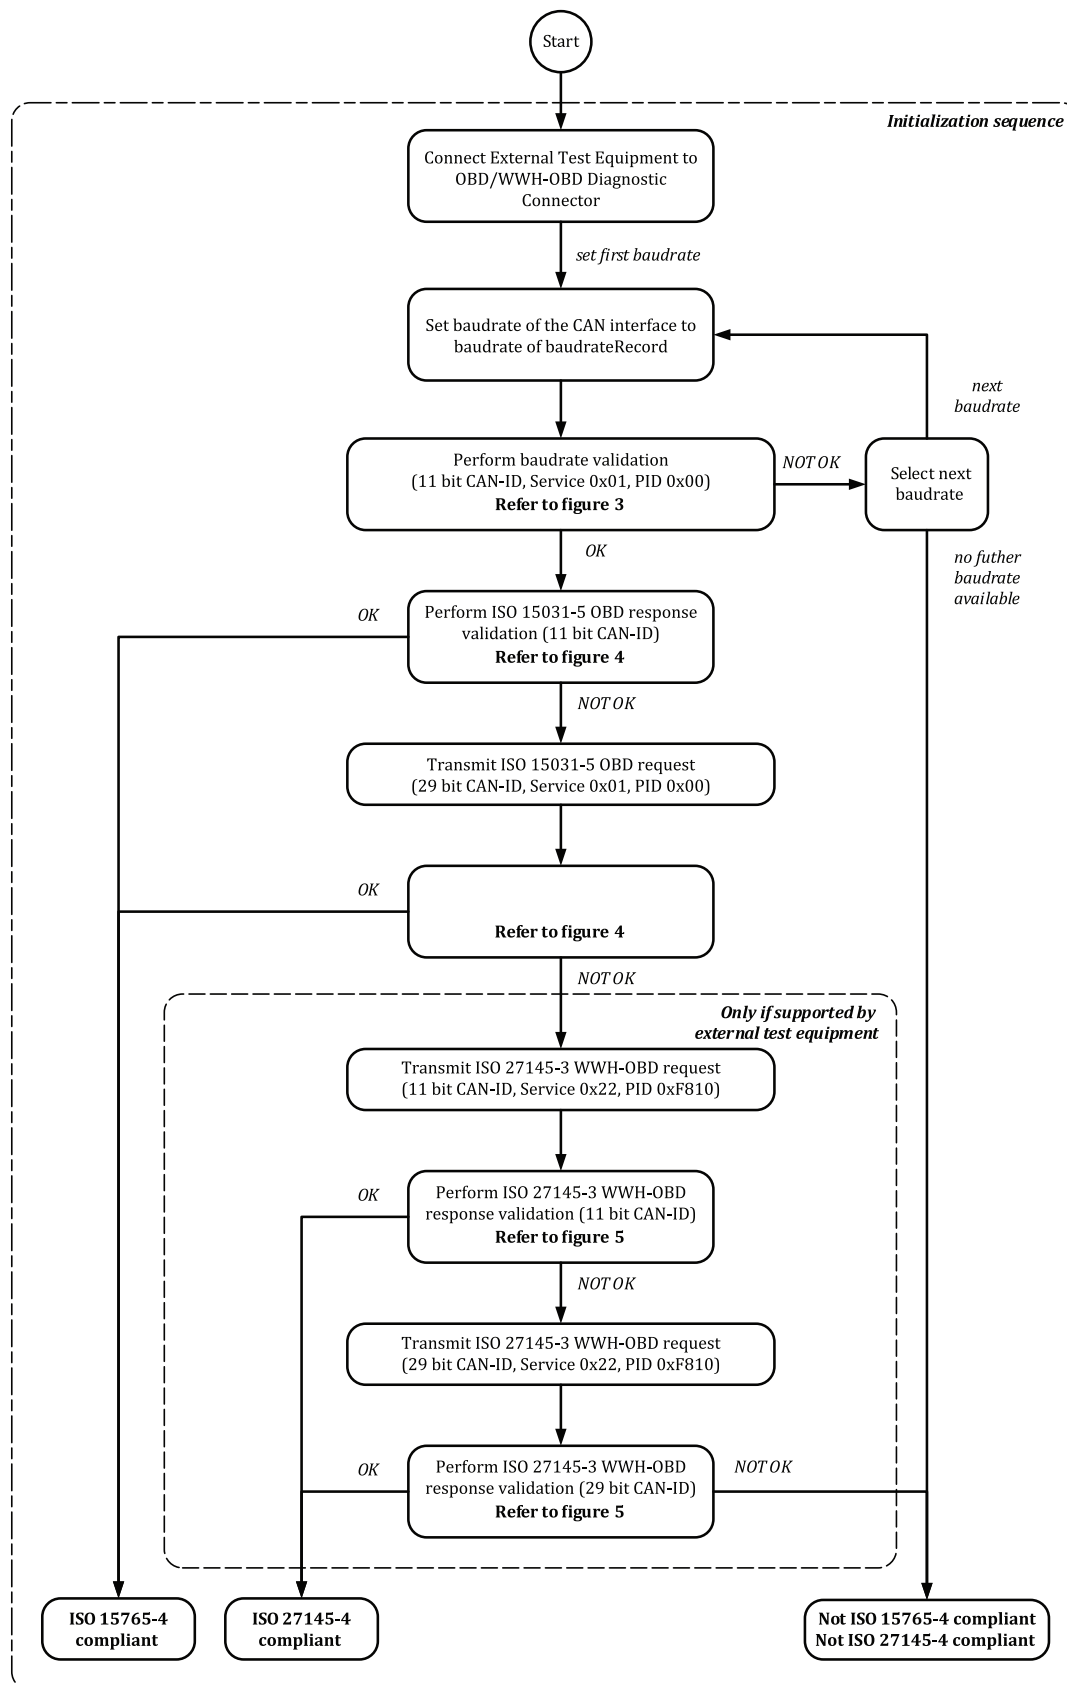 Start
Initialization sequence
Connect External Test Equipment to
OBD/WWH-OBD Diagnostic
Connector
set first baudrate
Set baudrate of the CAN interface to
baudrate of baudrateRecord
next
baudrate
Perform baudrate validation
(11 bit CAN-ID, Service 0x01, PID 0x00)
Refer to figure 3
NOT OK
Select next
baudrate
OK
no futher
baudrate
available
OK
Perform ISO 15031-5 OBD response
validation (11 bit CAN-ID)
Refer to figure 4
NOT OK
Transmit ISO 15031-5 OBD request
(29 bit CAN-ID, Service 0x01, PID 0x00)
OK
Refer to figure 4
NOT OK
Only if supported by
external test equipment
Transmit ISO 27145-3 WWH-OBD request
(11 bit CAN-ID, Service 0x22, PID 0xF810)
OK
Perform ISO 27145-3 WWH-OBD
response validation (11 bit CAN-ID)
Refer to figure 5
NOT OK
Transmit ISO 27145-3 WWH-OBD request
(29 bit CAN-ID, Service 0x22, PID 0xF810)
OK
Perform ISO 27145-3 WWH-OBD
response validation (29 bit CAN-ID)
Refer to figure 5
NOT OK
ISO 15765-4
compliant
ISO 27145-4
compliant
Not ISO 15765-4 compliant
Not ISO 27145-4 compliant